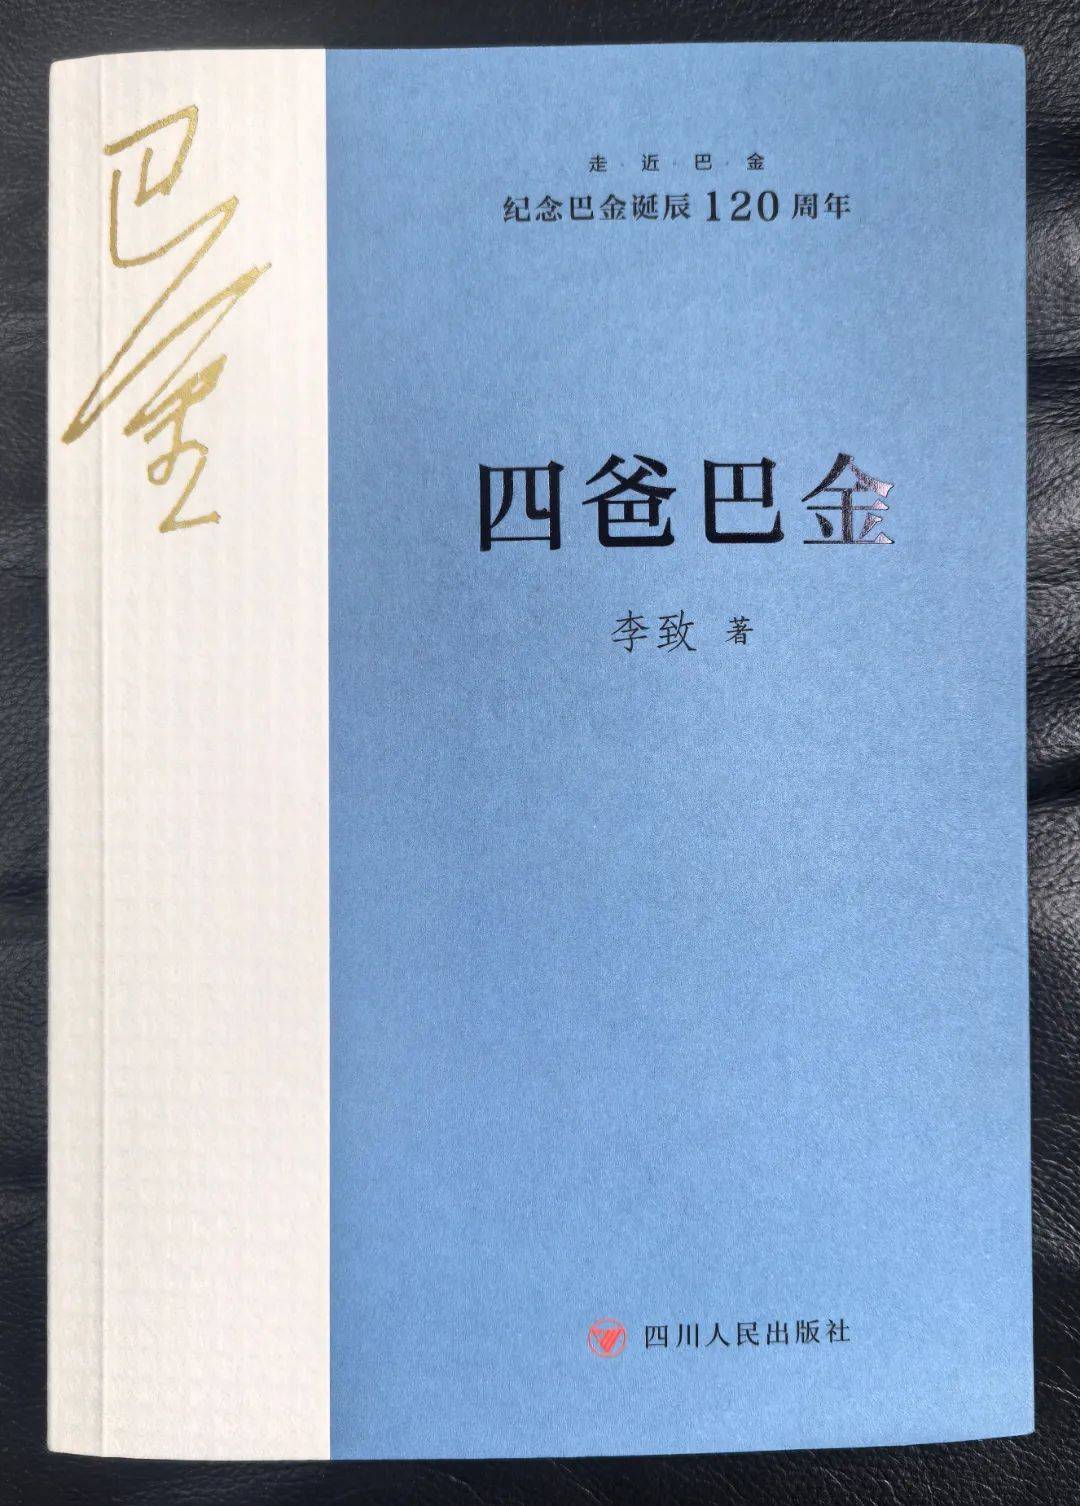 巴金
走·近·巴·金
纪念巴金诞辰120周年
四爸巴金
李致 著
四川人民出版社